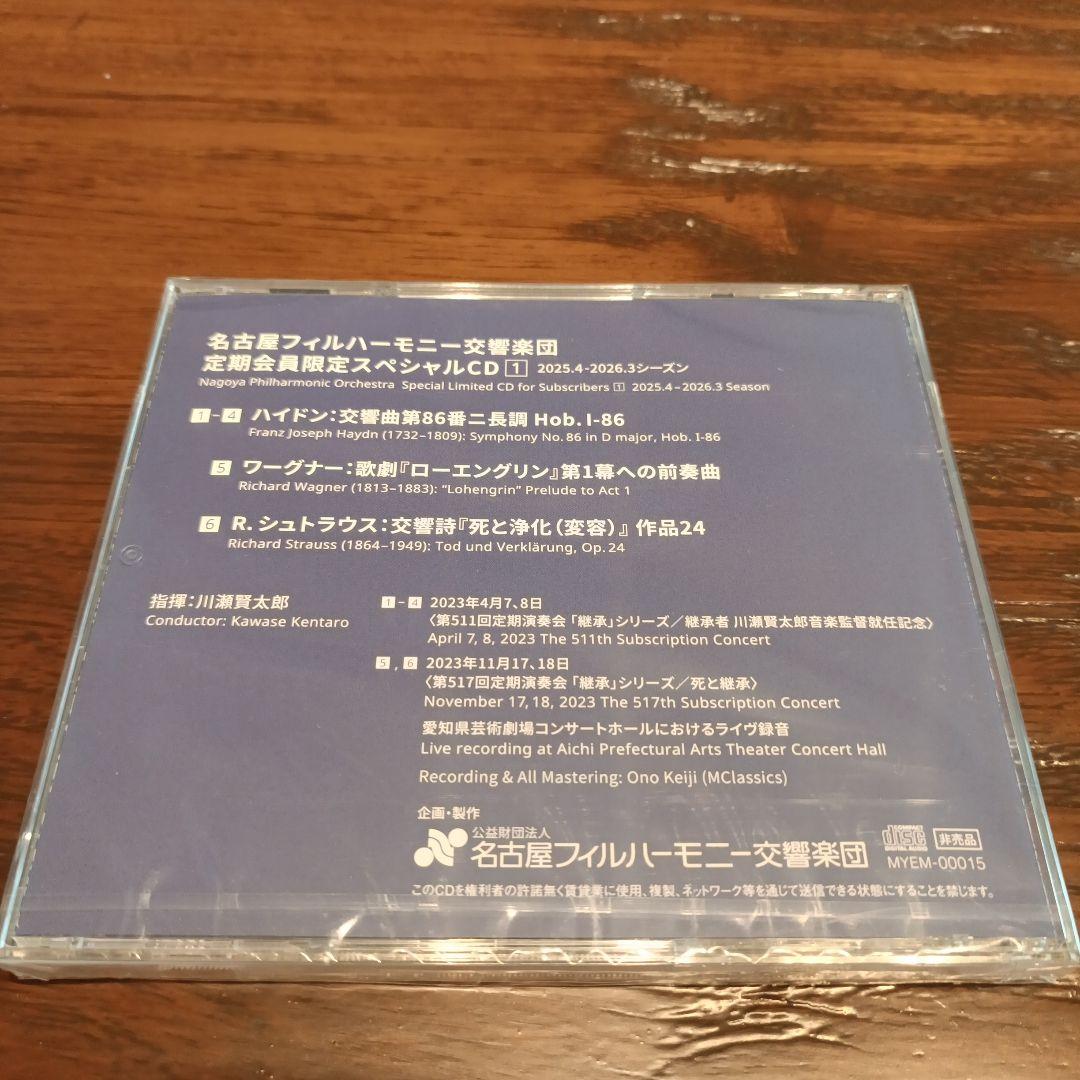 名古屋フィルハーモニー交響楽団
定期会員限定スペシャルCD 1 2025.4-2026.3シーズン
Nagoya Philharmonic Orchestra Special Limited CD for Subscribers 1 2025.4–2026.3 Season
1–4 ハイドン：交響曲第86番ニ長調 Hob. I-86
Franz Joseph Haydn (1732–1809): Symphony No. 86 in D major, Hob. I-86
5 ワーグナー：歌劇『ローエングリン』第1幕への前奏曲
Richard Wagner (1813–1883): “Lohengrin” Prelude to Act 1
6 R. シュトラウス：交響詩『死と浄化（変容）』 作品24
Richard Strauss (1864–1949): Tod und Verklärung, Op. 24
指揮：川瀬賢太郎
Conductor: Kawase Kentaro
1–4 2023年4月7、8日
〈第511回定期演奏会 「継承」シリーズ／継承者 川瀬賢太郎音楽監督就任記念〉
April 7, 8, 2023 The 511th Subscription Concert
5, 6 2023年11月17、18日
〈第517回定期演奏会 「継承」シリーズ／死と継承〉
November 17, 18, 2023 The 517th Subscription Concert
愛知県芸術劇場コンサートホールにおけるライヴ録音
Live recording at Aichi Prefectural Arts Theater Concert Hall
Recording & All Mastering: Ono Keiji (MClassics)
企画・製作
公益財団法人
名古屋フィルハーモニー交響楽団
COMPACT
disc
DIGITAL AUDIO
非売品
MYEM-00015
このCDを権利者の許諾無く賃貸業に使用、複製、ネットワーク等を通じて送信できる状態にすることを禁じます。